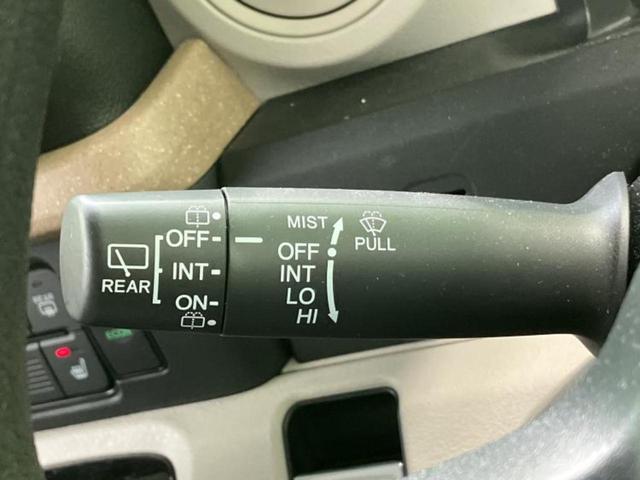 REAR
OFF
INT
ON
MIST
OFF
INT
LO
HI
PULL